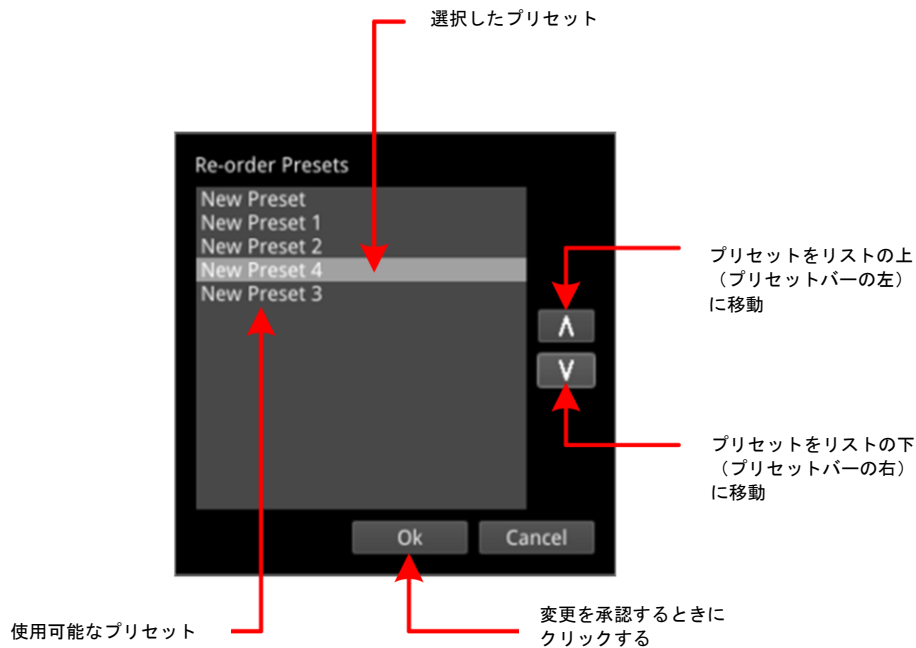 選択したプリセット
Re-order Presets
New Preset
New Preset 1
New Preset 2
New Preset 4
New Preset 3
プリセットをリストの上
（プリセットバーの左）
に移動
∧
∨
プリセットをリストの下
（プリセットバーの右）
に移動
Ok
Cancel
使用可能なプリセット
変更を承認するときに
クリックする